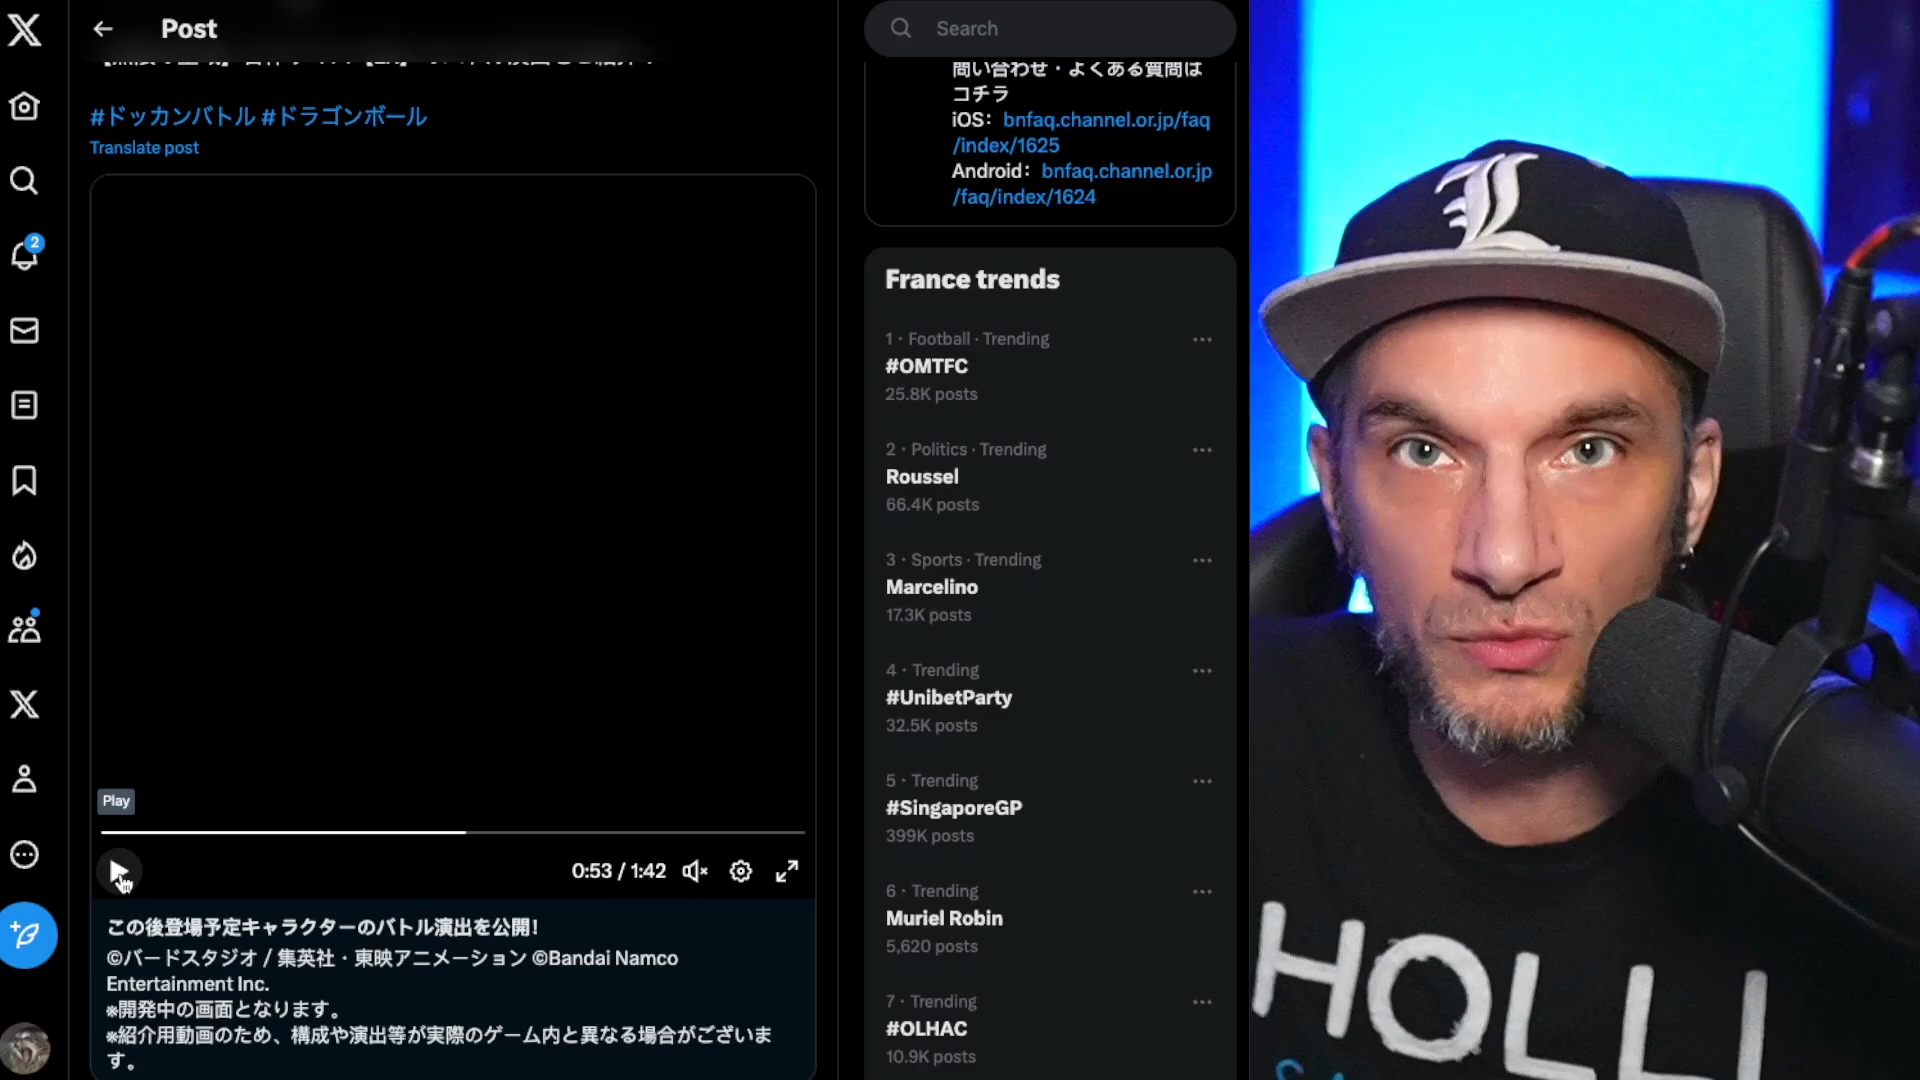 Post
Search
#ドッカンバトル #ドラゴンボール
Translate post
問い合わせ・よくある質問は
コチラ
iOS： bnfaq.channel.or.jp/faq
/index/1625
Android： bnfaq.channel.or.jp
/faq/index/1624
2
France trends
1 · Football · Trending
#OMTFC
25.8K posts
2 · Politics · Trending
Roussel
66.4K posts
3 · Sports · Trending
Marcelino
17.3K posts
4 · Trending
#UnibetParty
32.5K posts
5 · Trending
#SingaporeGP
399K posts
6 · Trending
Muriel Robin
5,620 posts
7 · Trending
#OLHAC
10.9K posts
Play
0:53 / 1:42
この後登場予定キャラクターのバトル演出を公開！
©バードスタジオ / 集英社・東映アニメーション ©Bandai Namco
Entertainment Inc.
※開発中の画面となります。
※紹介用動画のため、構成や演出等が実際のゲーム内と異なる場合がございま
す。
L
HOLLI